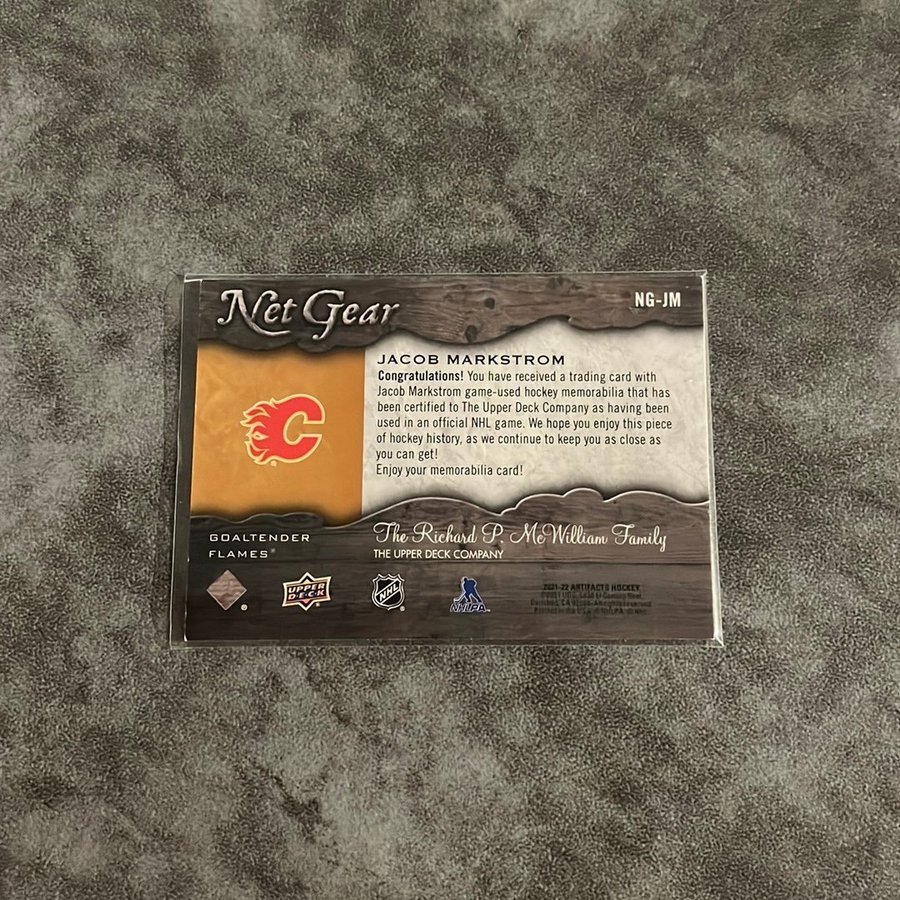 Net Gear
NG-JM
JACOB MARKSTROM
Congratulations! You have received a trading card with
Jacob Markstrom game-used hockey memorabilia that has
been certified to The Upper Deck Company as having been
used in an official NHL game. We hope you enjoy this piece
of hockey history, as we continue to keep you as close as
you can get!
Enjoy your memorabilia card!
C
GOALTENDER
FLAMES®
The Richard P. McWilliam Family
THE UPPER DECK COMPANY
UPPER
DECK
NHL
NHLPA
2021-22 ARTIFACTS HOCKEY